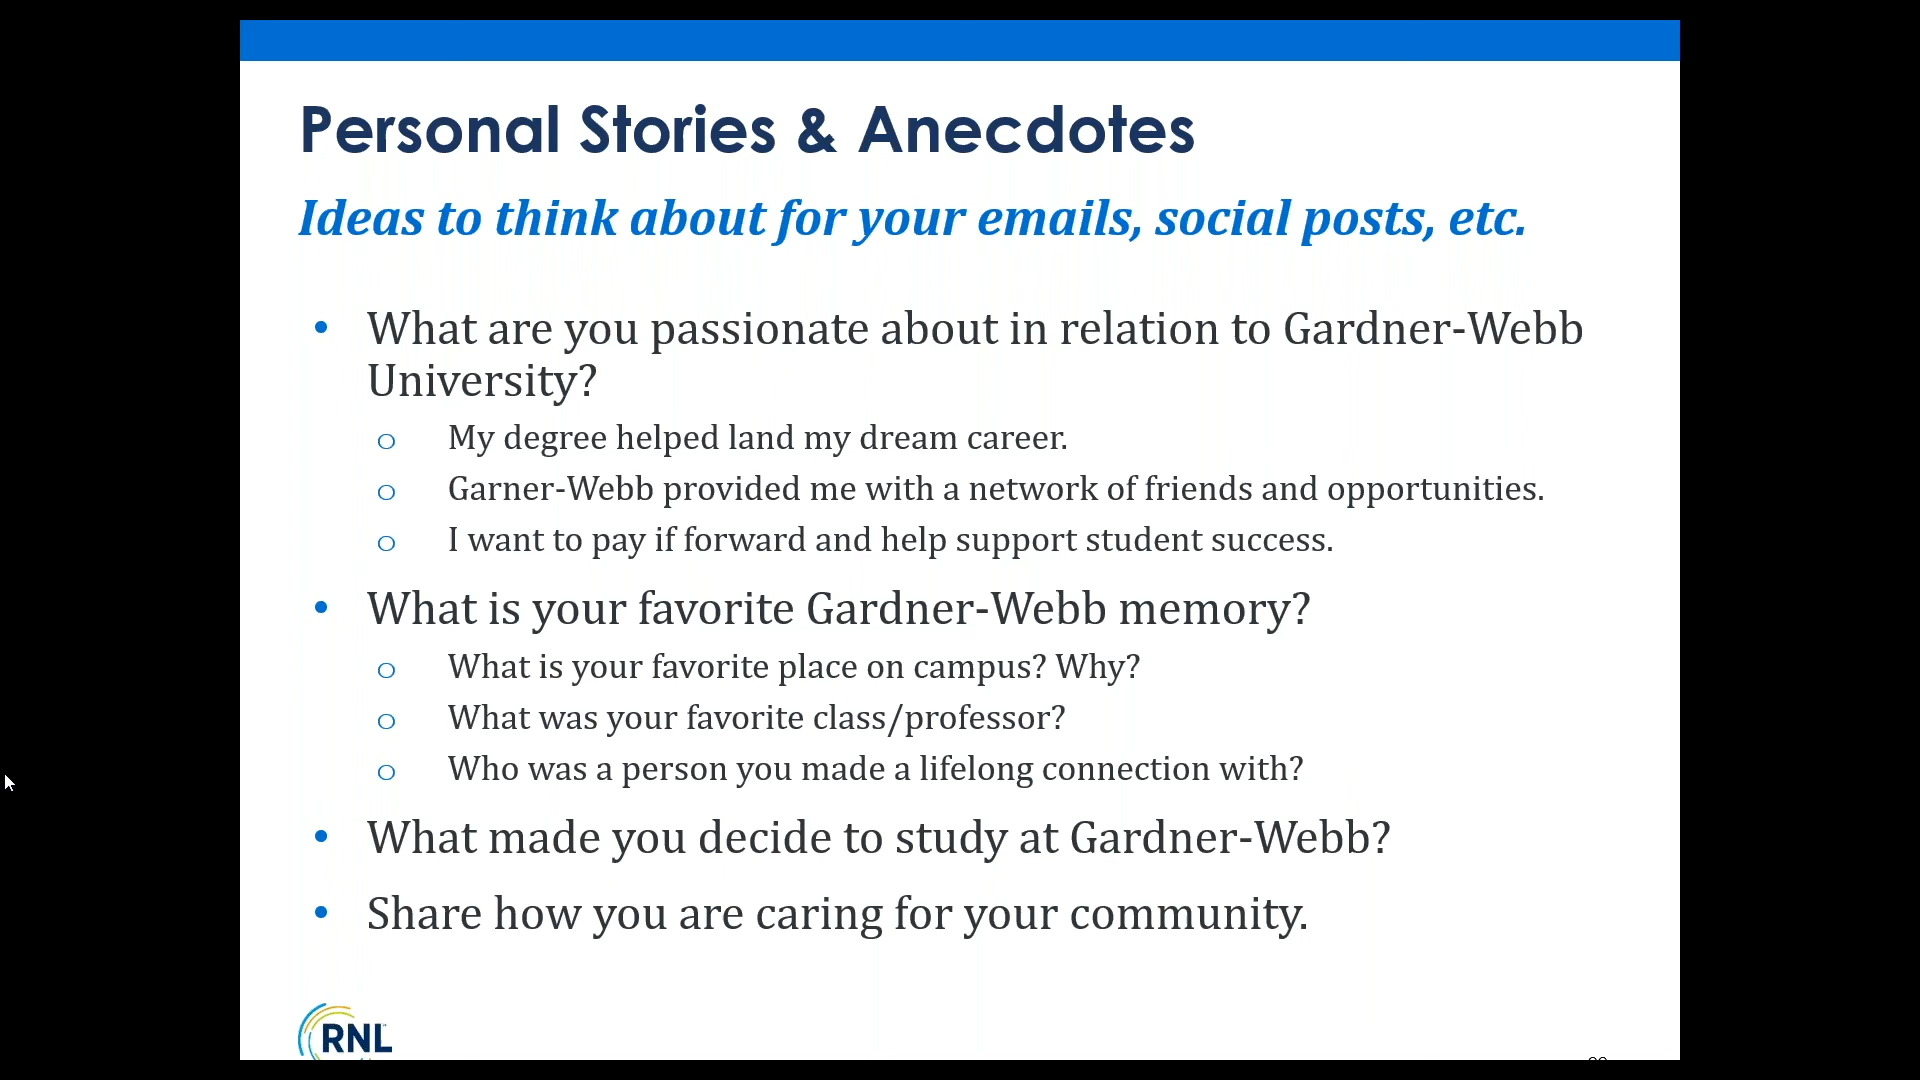 Personal Stories & Anecdotes
Ideas to think about for your emails, social posts, etc.
• What are you passionate about in relation to Gardner-Webb
University?
o My degree helped land my dream career.
o Garner-Webb provided me with a network of friends and opportunities.
o I want to pay if forward and help support student success.
• What is your favorite Gardner-Webb memory?
o What is your favorite place on campus? Why?
o What was your favorite class/professor?
o Who was a person you made a lifelong connection with?
• What made you decide to study at Gardner-Webb?
• Share how you are caring for your community.
RNL